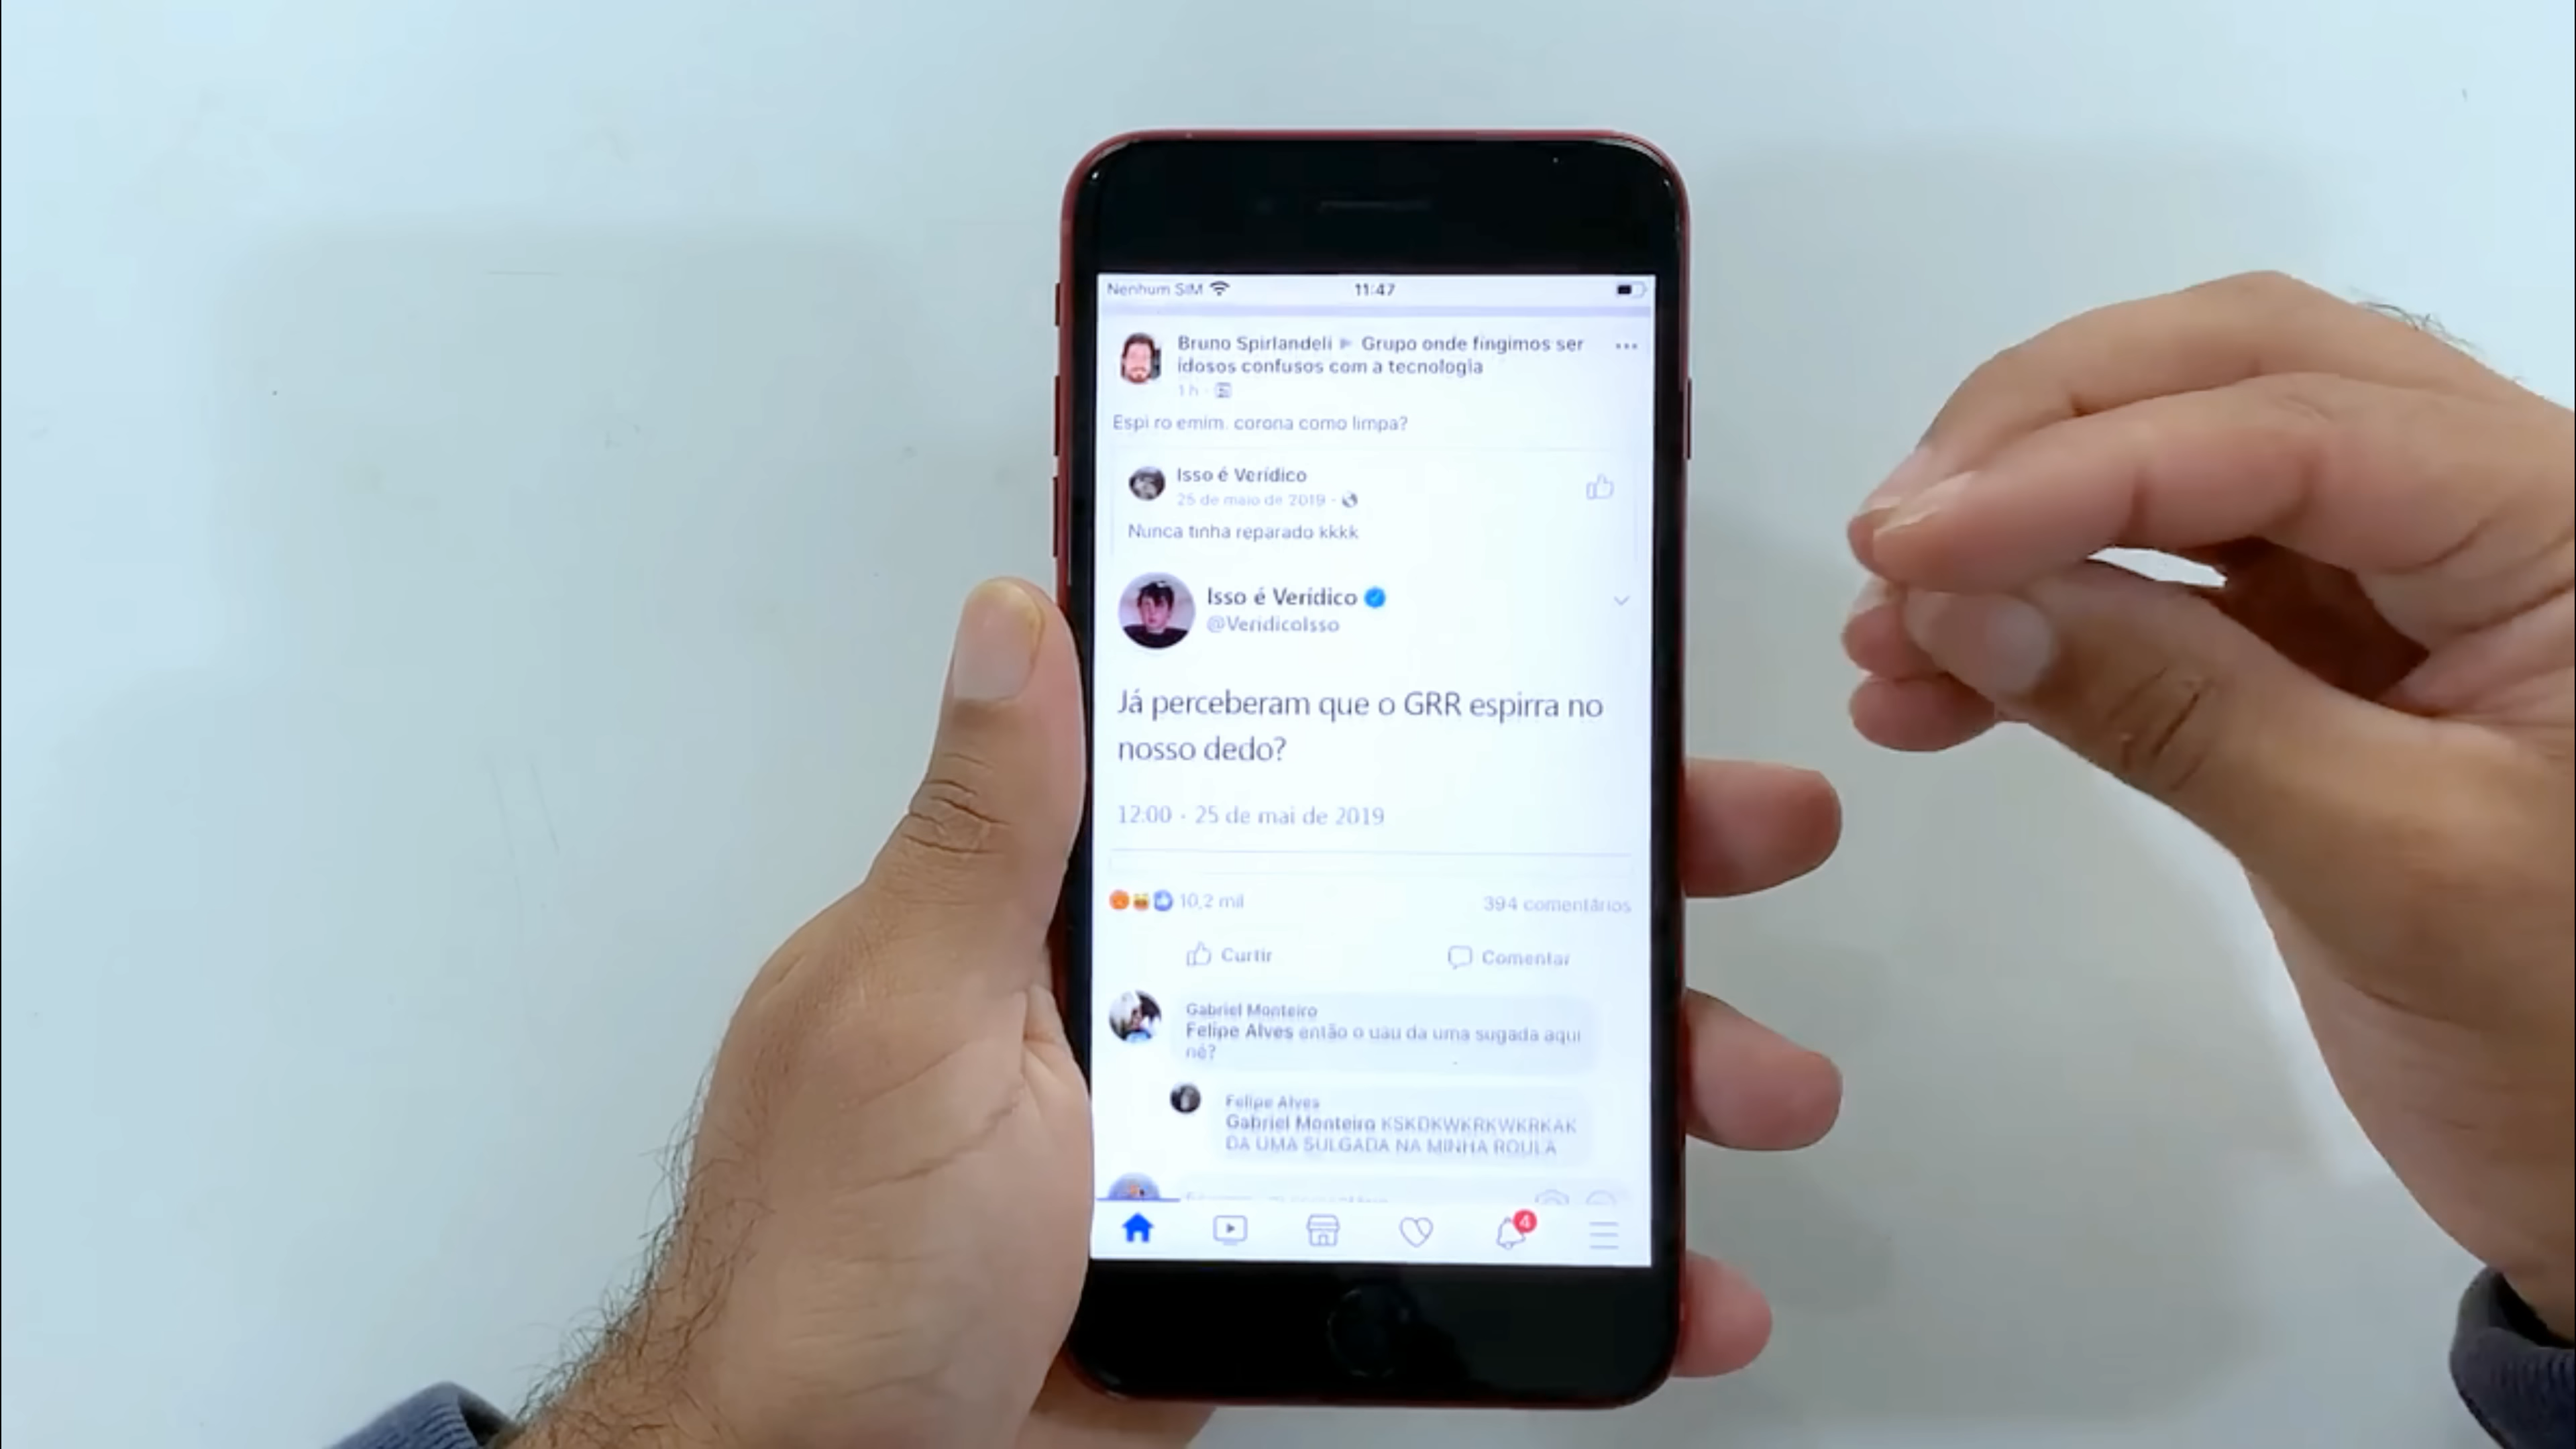 Nenhum SIM 11:47
Bruno Spirlandeli ▸ Grupo onde fingimos ser
idosos confusos com a tecnologia
1 h ·
Espi ro emim. corona como limpa?
Isso é Verídico
25 de maio de 2019 ·
Nunca tinha reparado kkkk
Isso é Verídico
@VeridicoIsso
Já perceberam que o GRR espirra no
nosso dedo?
12:00 · 25 de mai de 2019
10,2 mil 394 comentários
Curtir Comentar
Gabriel Monteiro
Felipe Alves então o uau da uma sugada aqui
né?
Felipe Alves
Gabriel Monteiro KSKDKWKRKWKRKAK
DA UMA SULGADA NA MINHA ROULA
4